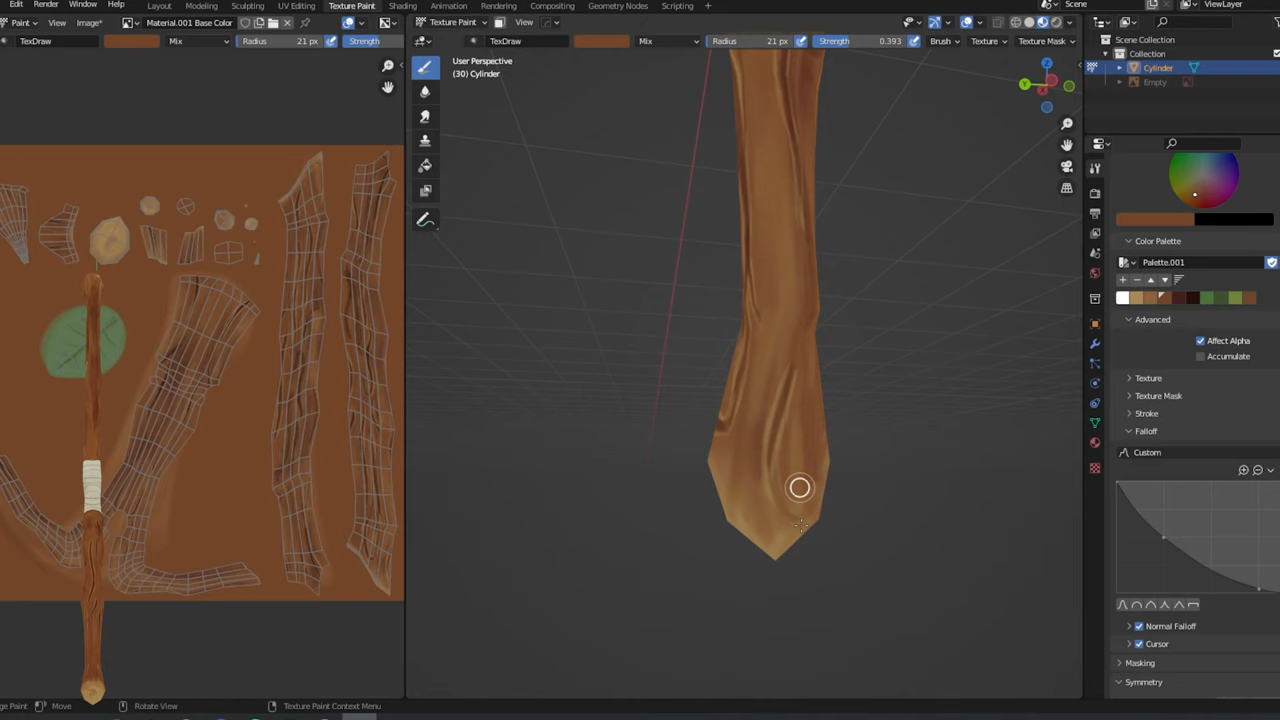 Edit Render Window Help Layout Modeling Sculpting UV Editing Texture Paint Shading Animation Rendering Compositing Geometry Nodes Scripting + Scene ViewLayer
Paint View Image* Material.001 Base Color Texture Paint View
TexDraw Mix Radius 21 px Strength TexDraw Mix Radius 21 px Strength 0.393 Brush Texture Texture Mask
Scene Collection
Collection
Cylinder
Empty
User Perspective
(30) Cylinder
Y
Z
X
Color Palette
Palette.001
Advanced
Affect Alpha
Accumulate
Texture
Texture Mask
Stroke
Falloff
Custom
Normal Falloff
Cursor
Masking
Symmetry
ge Paint Move Rotate View Texture Paint Context Menu